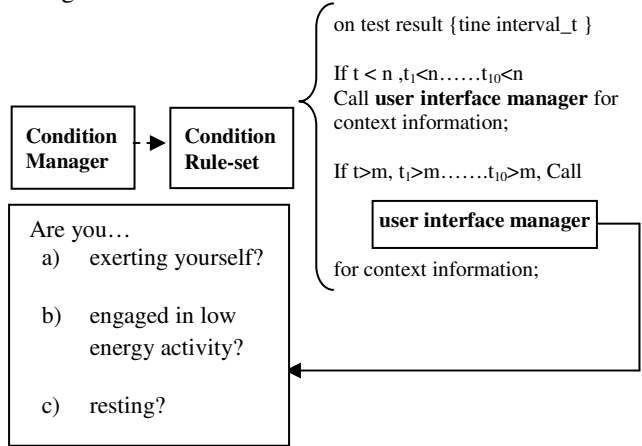 on test result {tine interval_t }
If t < n ,t₁<n……t₁₀<n
Call user interface manager for
context information;
Condition
Manager
Condition
Rule-set
If t>m, t₁>m…….t₁₀>m, Call
user interface manager
for context information;
Are you…
a) exerting yourself?
b) engaged in low
energy activity?
c) resting?